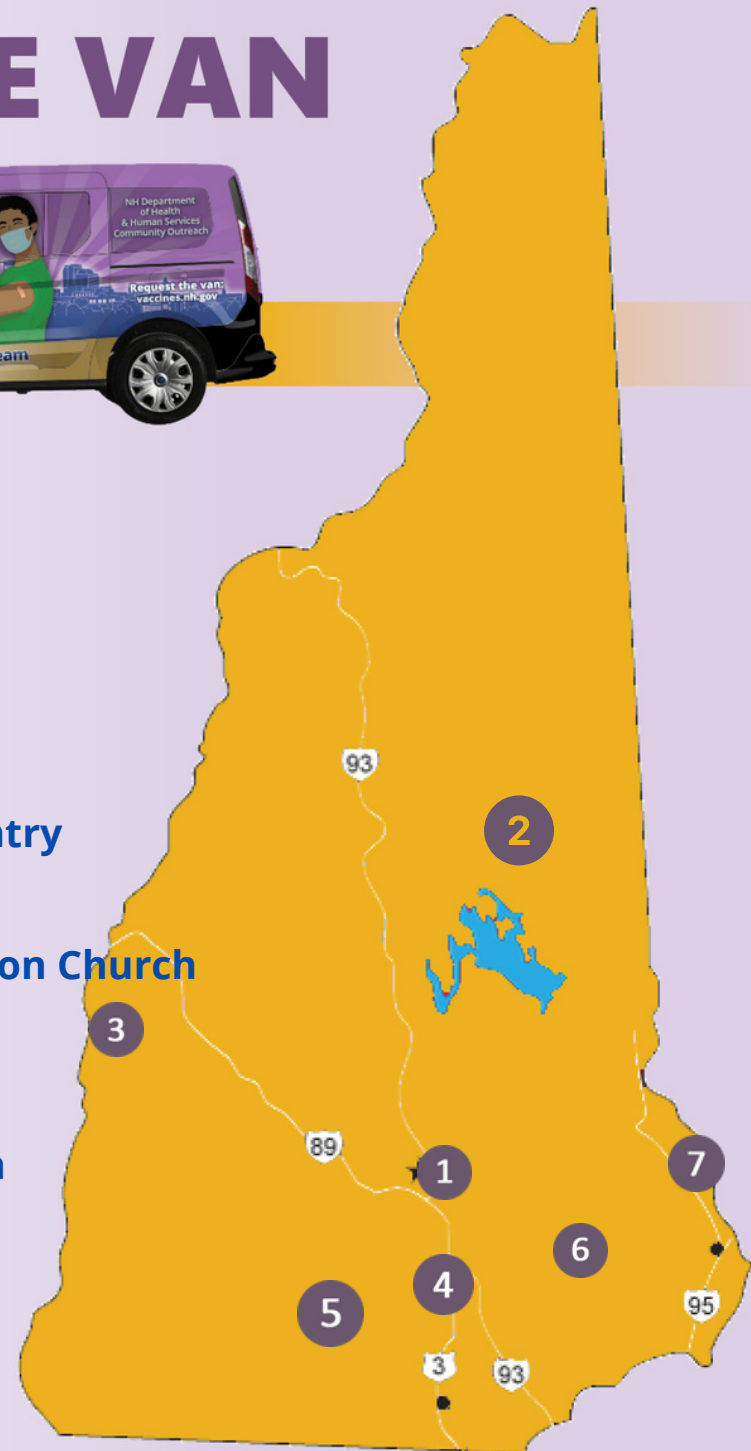 E VAN
NH Department
of Health
& Human Services
Community Outreach
Request the van:
vaccines.nh.gov
eam
93
ntry
2
on Church
3
89
1
7
6
4
5
95
3
93